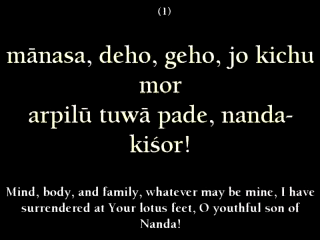 (1)
mānasa, deho, geho, jo kichu
mor
arpilū tuwā pade, nanda-
kiśor!
Mind, body, and family, whatever may be mine, I have
surrendered at Your lotus feet, O youthful son of
Nanda!